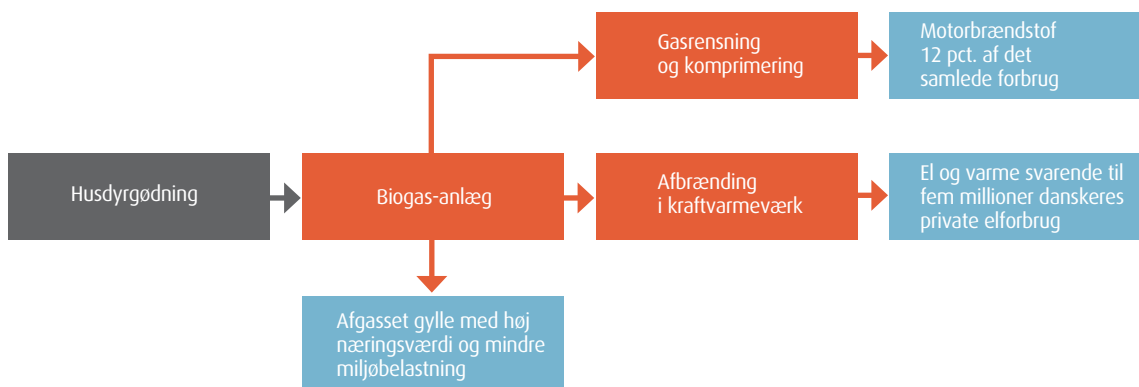 Gasrensning
og komprimering
Motorbrændstof
12 pct. af det
samlede forbrug
Husdyrgødning
Biogas-anlæg
Afbrænding
i kraftvarmeværk
El og varme svarende til
fem millioner danskeres
private elforbrug
Afgasset gylle med høj
næringsværdi og mindre
miljøbelastning